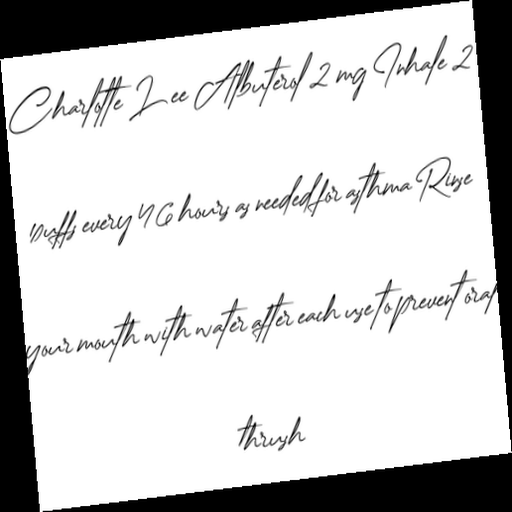 Charlotte Lee Albuterol 2 mg Inhale 2
puffs every 4 6 hours as needed for asthma Rinse
your mouth with water after each use to prevent oral
thrush